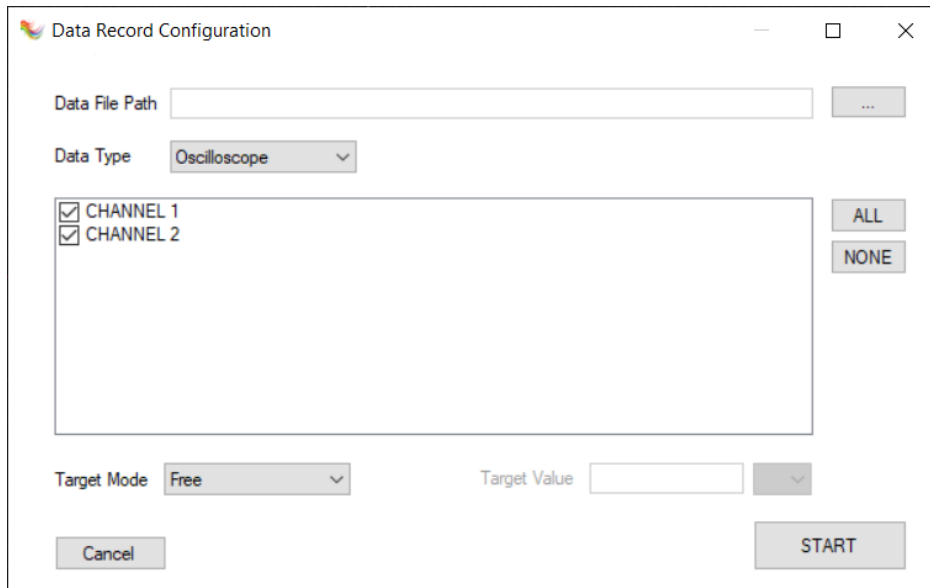 Data Record Configuration
Data File Path
...
Data Type
Oscilloscope
CHANNEL 1
CHANNEL 2
ALL
NONE
Target Mode
Free
Target Value
Cancel
START